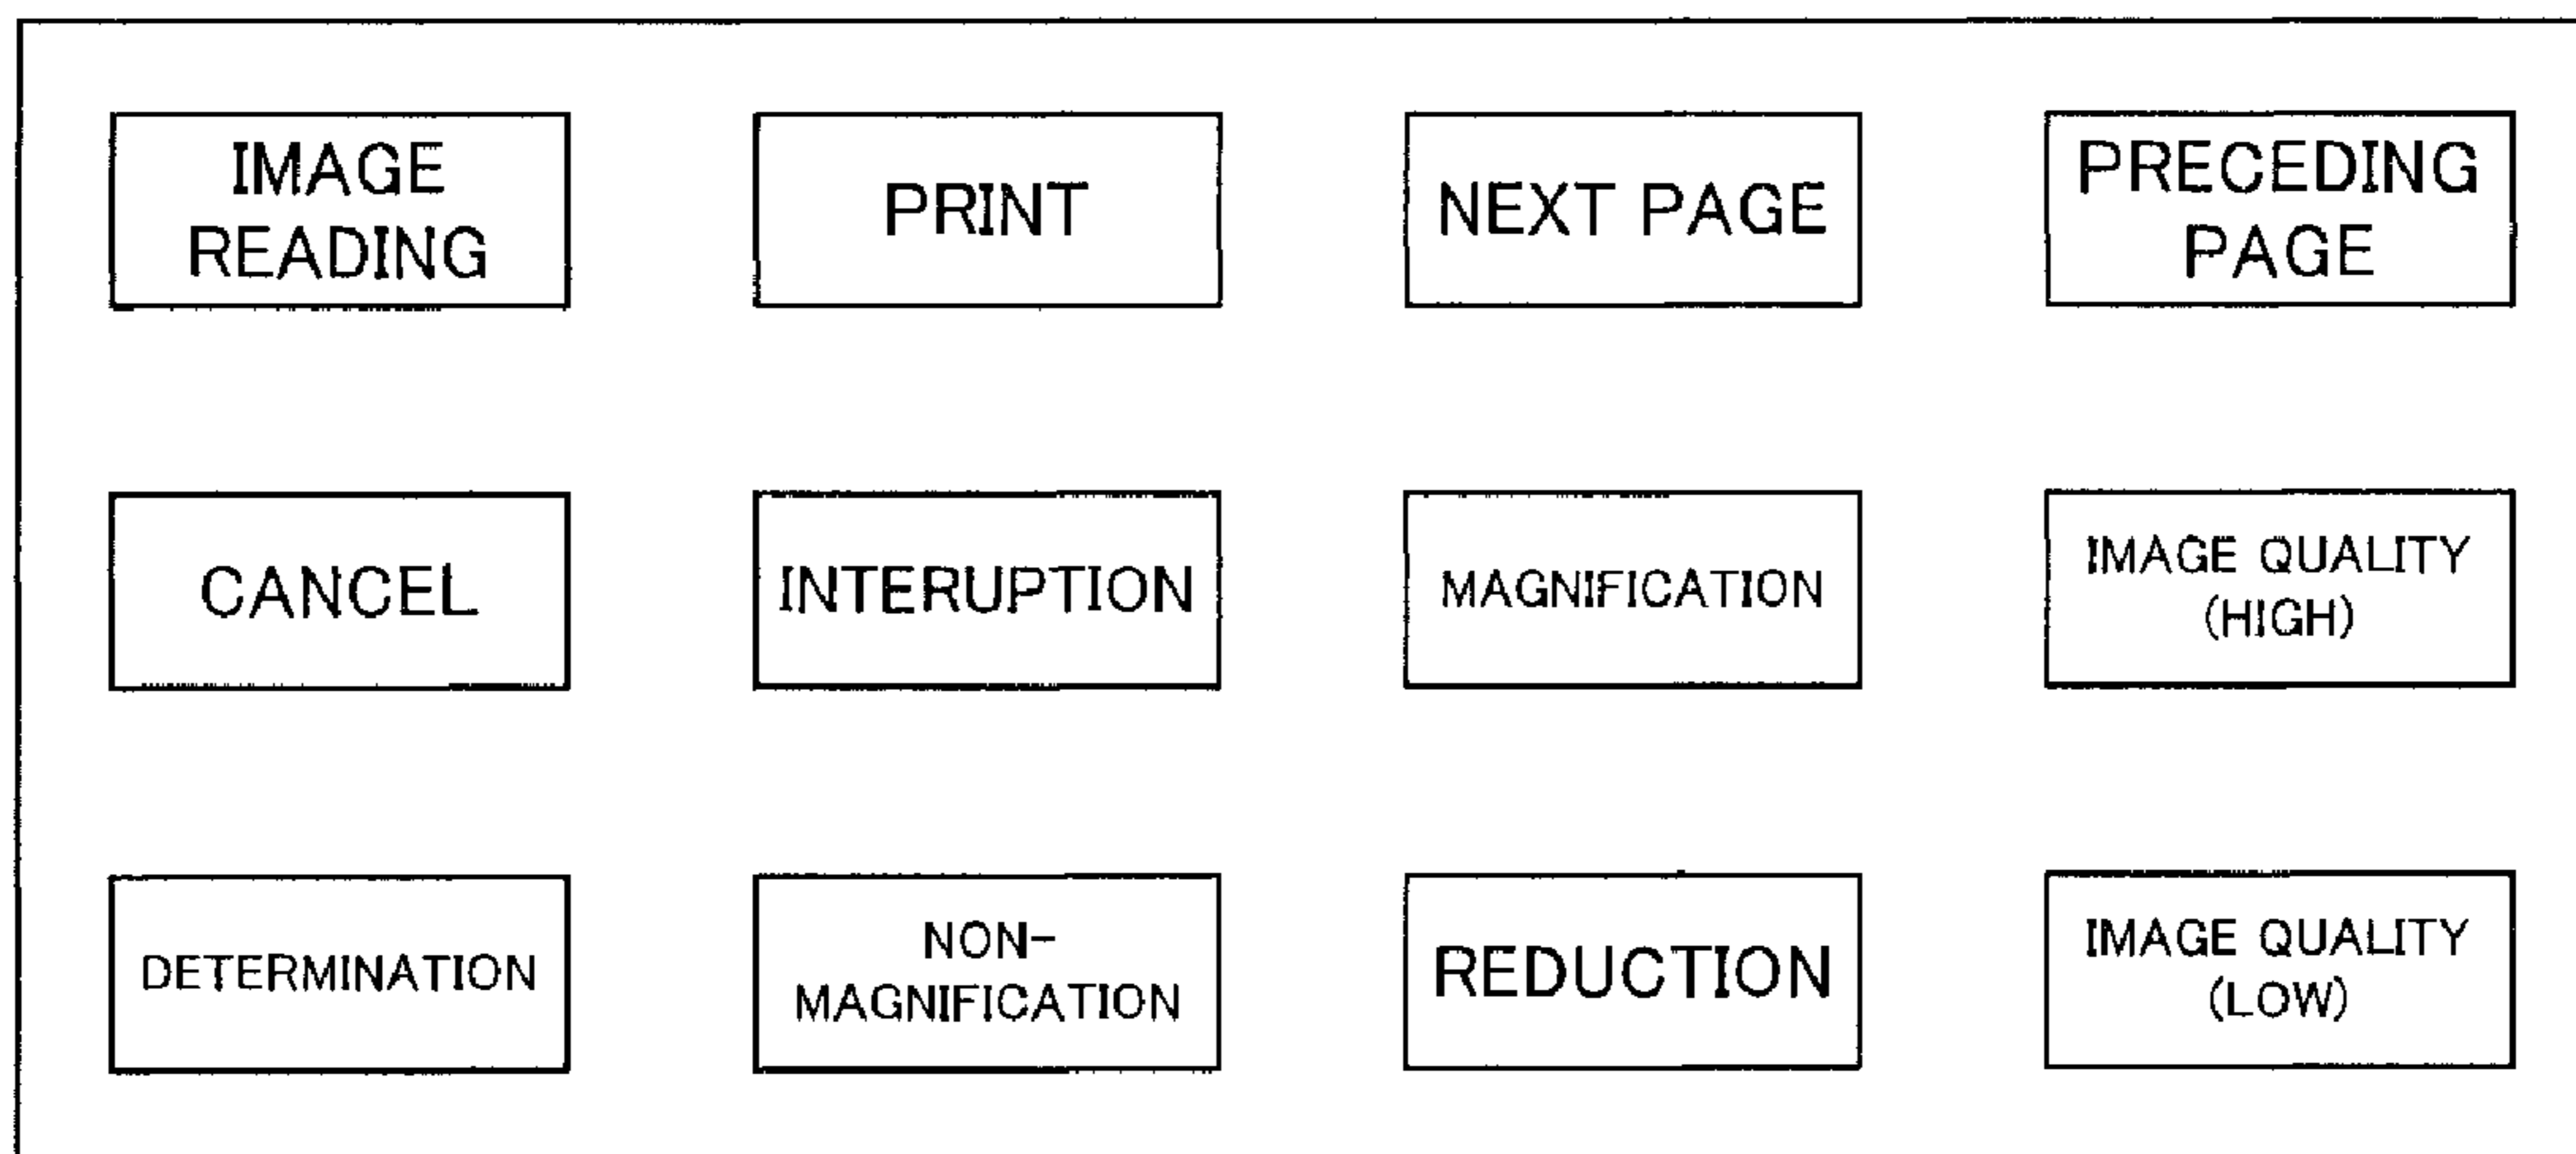 IMAGE
READING
PRINT
NEXT PAGE
PRECEDING
PAGE
CANCEL
INTERUPTION
MAGNIFICATION
IMAGE QUALITY
(HIGH)
DETERMINATION
NON-
MAGNIFICATION
REDUCTION
IMAGE QUALITY
(LOW)